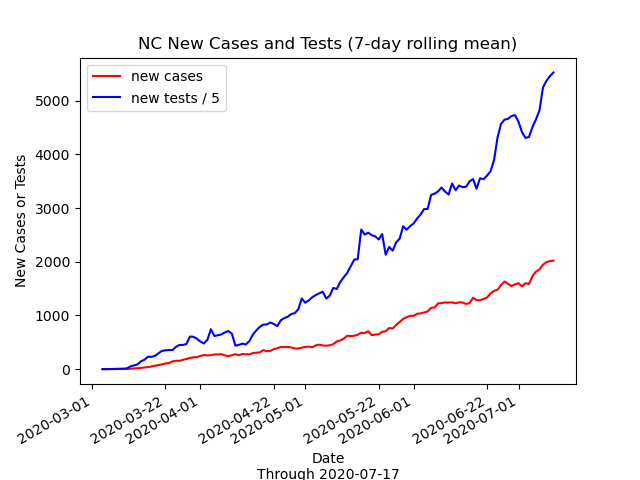 NC New Cases and Tests (7-day rolling mean)
new cases
new tests / 5
New Cases or Tests
5000
4000
3000
2000
1000
0
2020-03-01
2020-03-22
2020-04-01
2020-04-22
2020-05-01
2020-05-22
2020-06-01
2020-06-22
2020-07-01
Date
Through 2020-07-17